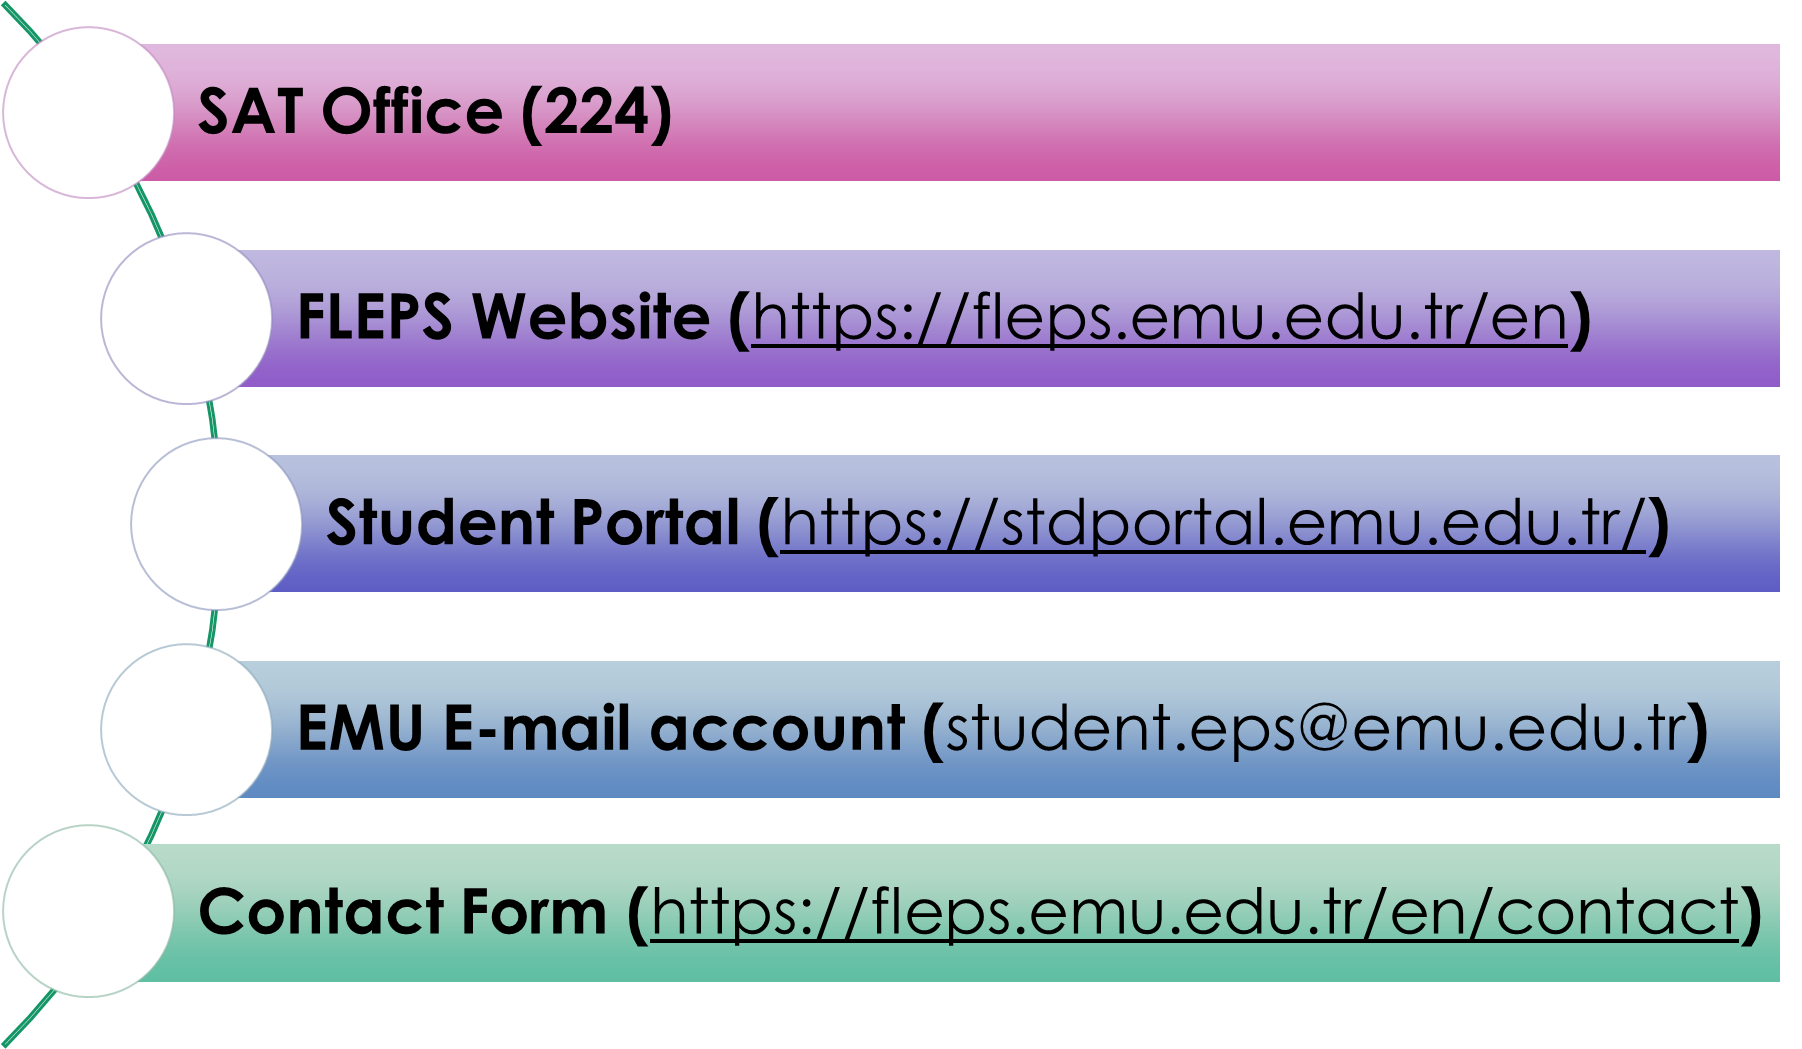 SAT Office (224)
FLEPS Website (https://fleps.emu.edu.tr/en)
Student Portal (https://stdportal.emu.edu.tr/)
EMU E-mail account (student.eps@emu.edu.tr)
Contact Form (https://fleps.emu.edu.tr/en/contact)